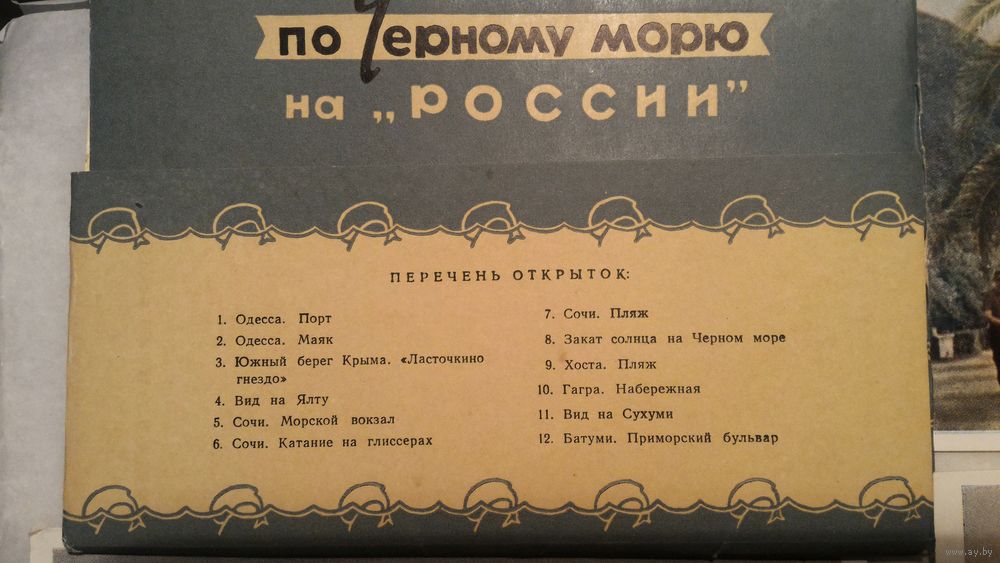 по Черному морю
на „РОССИИ”
ПЕРЕЧЕНЬ ОТКРЫТОК:
1. Одесса. Порт
2. Одесса. Маяк
3. Южный берег Крыма. «Ласточкино
гнездо»
4. Вид на Ялту
5. Сочи. Морской вокзал
6. Сочи. Катание на глиссерах
7. Сочи. Пляж
8. Закат солнца на Черном море
9. Хоста. Пляж
10. Гагра. Набережная
11. Вид на Сухуми
12. Батуми. Приморский бульвар
www.ay.by